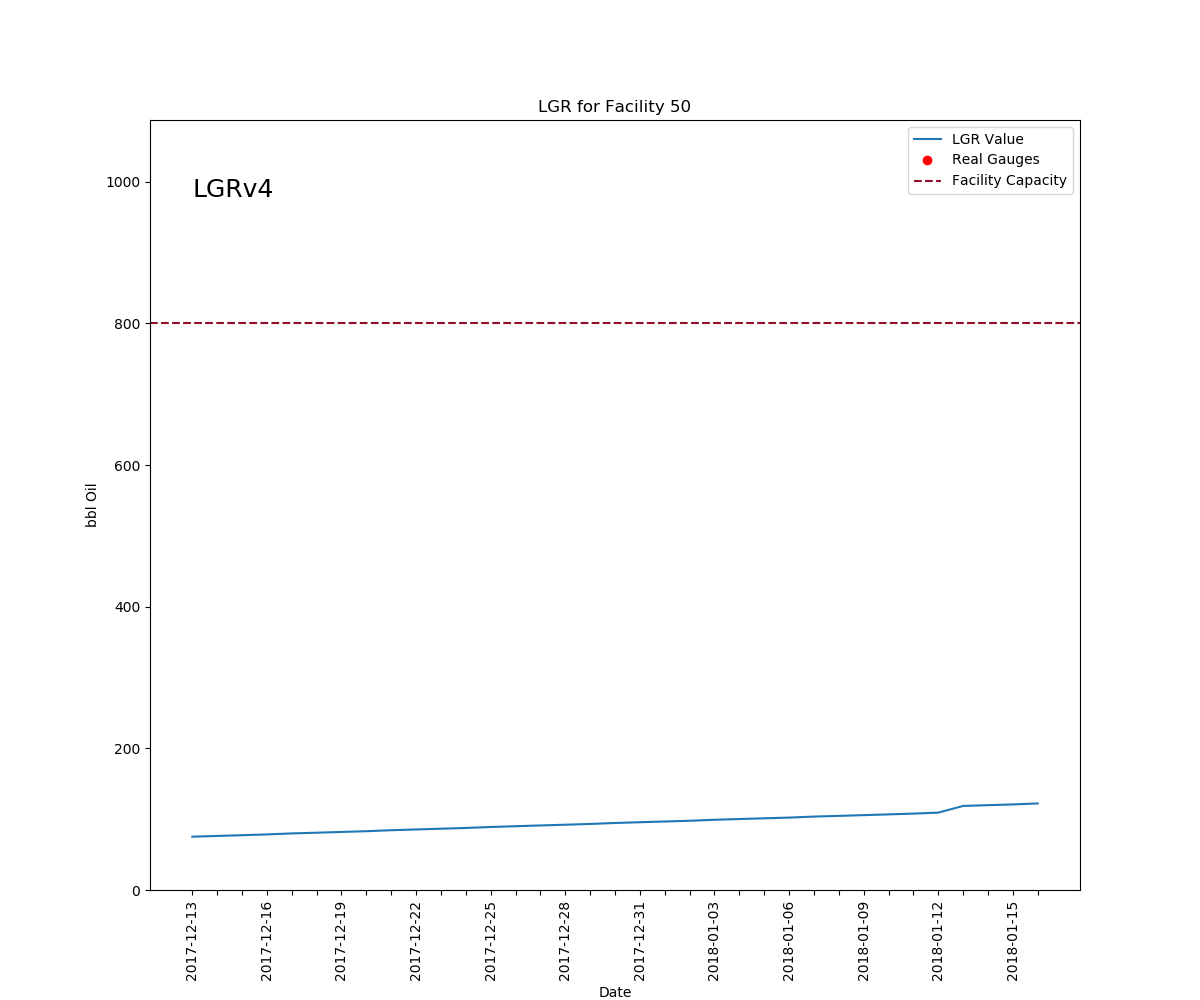 LGR for Facility 50
LGR Value
Real Gauges
Facility Capacity
LGRv4
1000
800
600
400
200
0
bbl Oil
2017-12-13
2017-12-16
2017-12-19
2017-12-22
2017-12-25
2017-12-28
2017-12-31
2018-01-03
2018-01-06
2018-01-09
2018-01-12
2018-01-15
Date